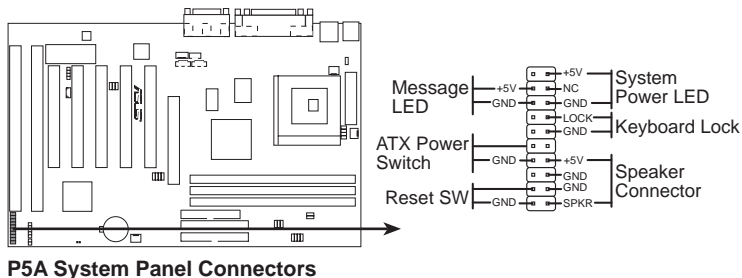 +5V
System
Power LED
Message
LED
+5V
NC
GND
GND
LOCK
Keyboard Lock
GND
ATX Power
Switch
GND
+5V
Speaker
Connector
GND
Reset SW
GND
GND
SPKR
P5A System Panel Connectors